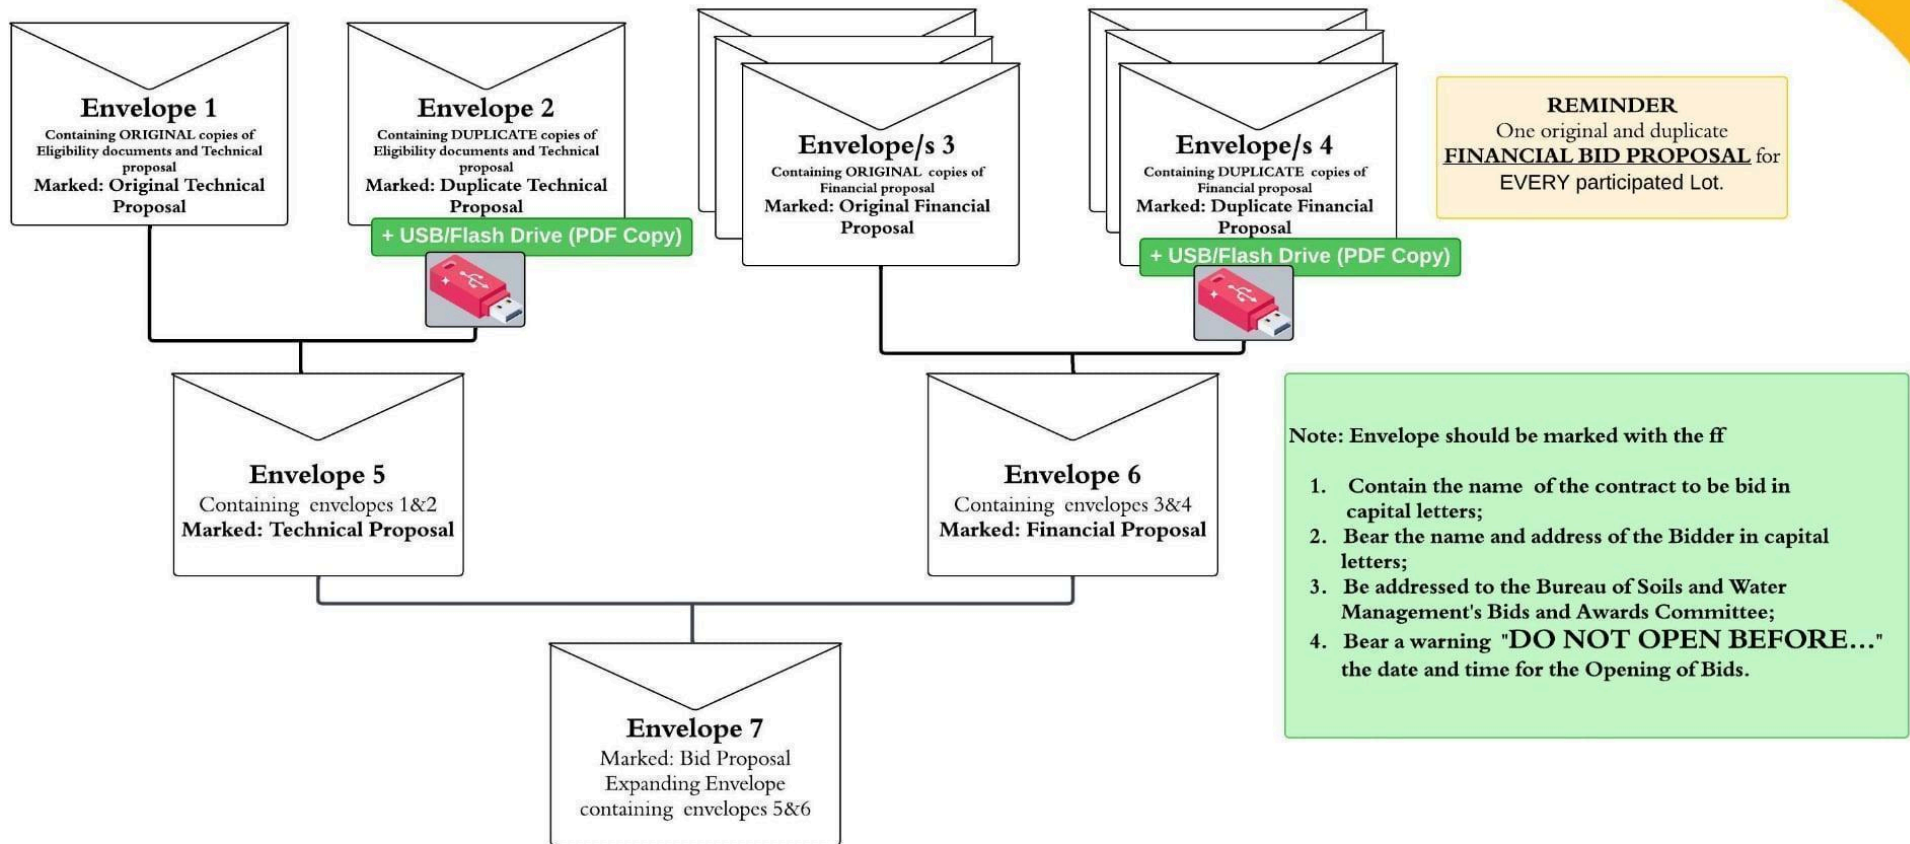 Envelope 1
Containing ORIGINAL copies of
Eligibility documents and Technical
proposal
Marked: Original Technical
Proposal
Envelope 2
Containing DUPLICATE copies of
Eligibility documents and Technical
proposal
Marked: Duplicate Technical
Proposal
+ USB/Flash Drive (PDF Copy)
Envelope/s 3
Containing ORIGINAL copies of
Financial proposal
Marked: Original Financial
Proposal
Envelope/s 4
Containing DUPLICATE copies of
Financial proposal
Marked: Duplicate Financial
Proposal
+ USB/Flash Drive (PDF Copy)
REMINDER
One original and duplicate
FINANCIAL BID PROPOSAL for
EVERY participated Lot.
Envelope 5
Containing envelopes 1&2
Marked: Technical Proposal
Envelope 6
Containing envelopes 3&4
Marked: Financial Proposal
Note: Envelope should be marked with the ff
1. Contain the name of the contract to be bid in
capital letters;
2. Bear the name and address of the Bidder in capital
letters;
3. Be addressed to the Bureau of Soils and Water
Management's Bids and Awards Committee;
4. Bear a warning "DO NOT OPEN BEFORE..."
the date and time for the Opening of Bids.
Envelope 7
Marked: Bid Proposal
Expanding Envelope
containing envelopes 5&6